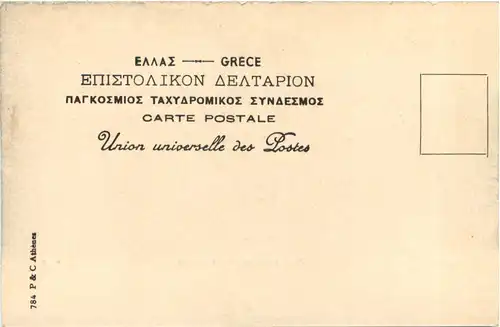 ΕΛΛΑΣ — GRECE
ΕΠΙΣΤΟΛΙΚΟΝ ΔΕΛΤΑΡΙΟΝ
ΠΑΓΚΟΣΜΙΟΣ ΤΑΧΥΔΡΟΜΙΚΟΣ ΣΥΝΔΕΣΜΟΣ
CARTE POSTALE
Union universelle des Postes
784 P & C Athènes